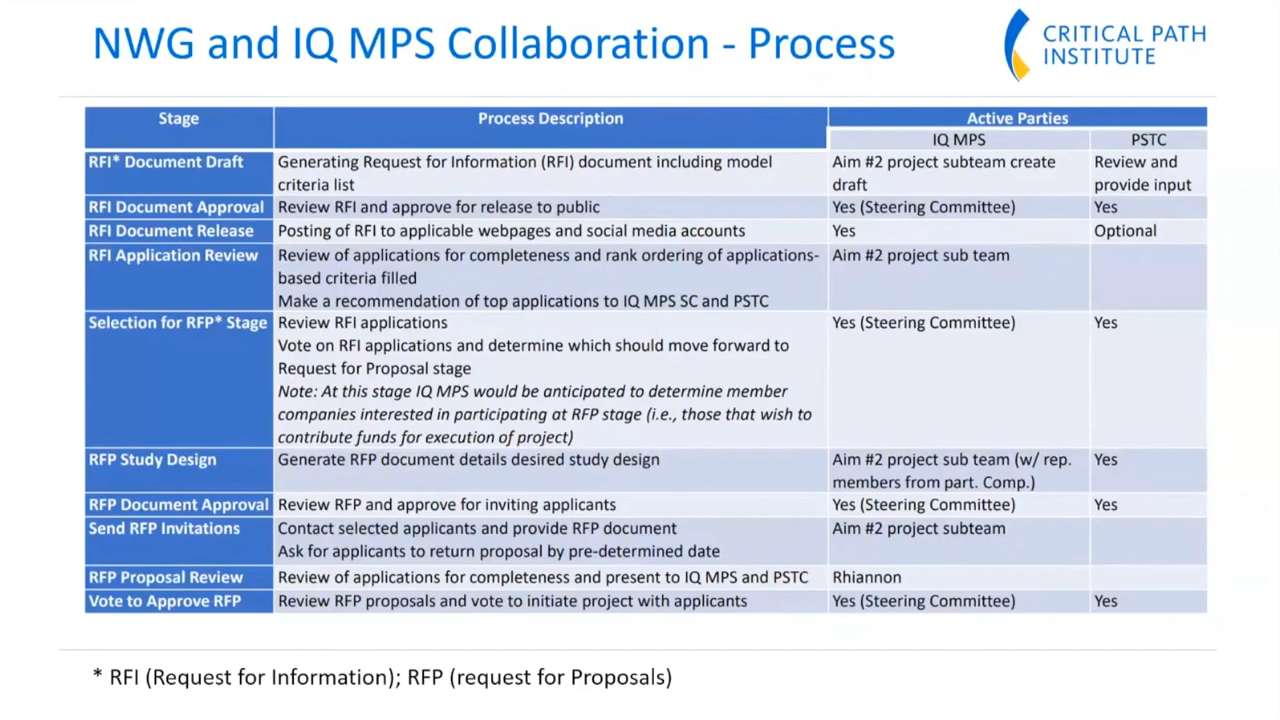 NWG and IQ MPS Collaboration - Process
CRITICAL PATH
INSTITUTE
Stage
Process Description
Active Parties
IQ MPS
PSTC
RFI* Document Draft
Generating Request for Information (RFI) document including model
criteria list
Aim #2 project subteam create
draft
Review and
provide input
RFI Document Approval
Review RFI and approve for release to public
Yes (Steering Committee)
Yes
RFI Document Release
Posting of RFI to applicable webpages and social media accounts
Yes
Optional
RFI Application Review
Review of applications for completeness and rank ordering of applications-
based criteria filled
Make a recommendation of top applications to IQ MPS SC and PSTC
Aim #2 project sub team
Selection for RFP* Stage
Review RFI applications
Vote on RFI applications and determine which should move forward to
Request for Proposal stage
Note: At this stage IQ MPS would be anticipated to determine member
companies interested in participating at RFP stage (i.e., those that wish to
contribute funds for execution of project)
Yes (Steering Committee)
Yes
RFP Study Design
Generate RFP document details desired study design
Aim #2 project sub team (w/ rep.
members from part. Comp.)
Yes
RFP Document Approval
Review RFP and approve for inviting applicants
Yes (Steering Committee)
Yes
Send RFP Invitations
Contact selected applicants and provide RFP document
Ask for applicants to return proposal by pre-determined date
Aim #2 project subteam
RFP Proposal Review
Review of applications for completeness and present to IQ MPS and PSTC
Rhiannon
Vote to Approve RFP
Review RFP proposals and vote to initiate project with applicants
Yes (Steering Committee)
Yes
* RFI (Request for Information); RFP (request for Proposals)